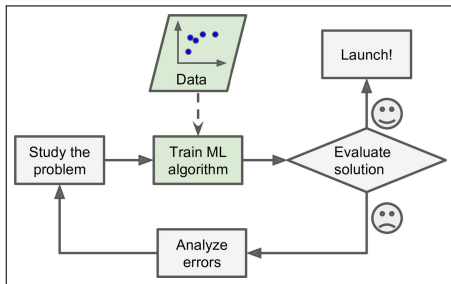 Data
Launch!
Study the
problem
Train ML
algorithm
Evaluate
solution
Analyze
errors